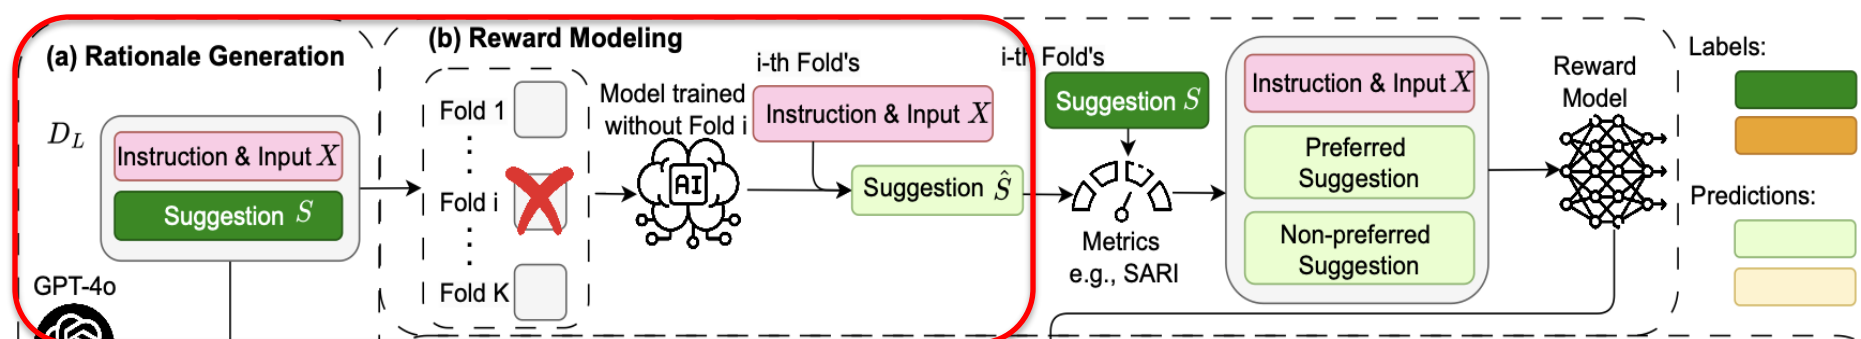 (a) Rationale Generation
D_L
Instruction & Input X
Suggestion S
GPT-4o
(b) Reward Modeling
Fold 1
Fold i
Fold K
Model trained
without Fold i
AI
i-th Fold's
Instruction & Input X
Suggestion Ŝ
i-th Fold's
Suggestion S
Metrics
e.g., SARI
Instruction & Input X
Preferred
Suggestion
Non-preferred
Suggestion
Reward
Model
Labels:
Predictions: